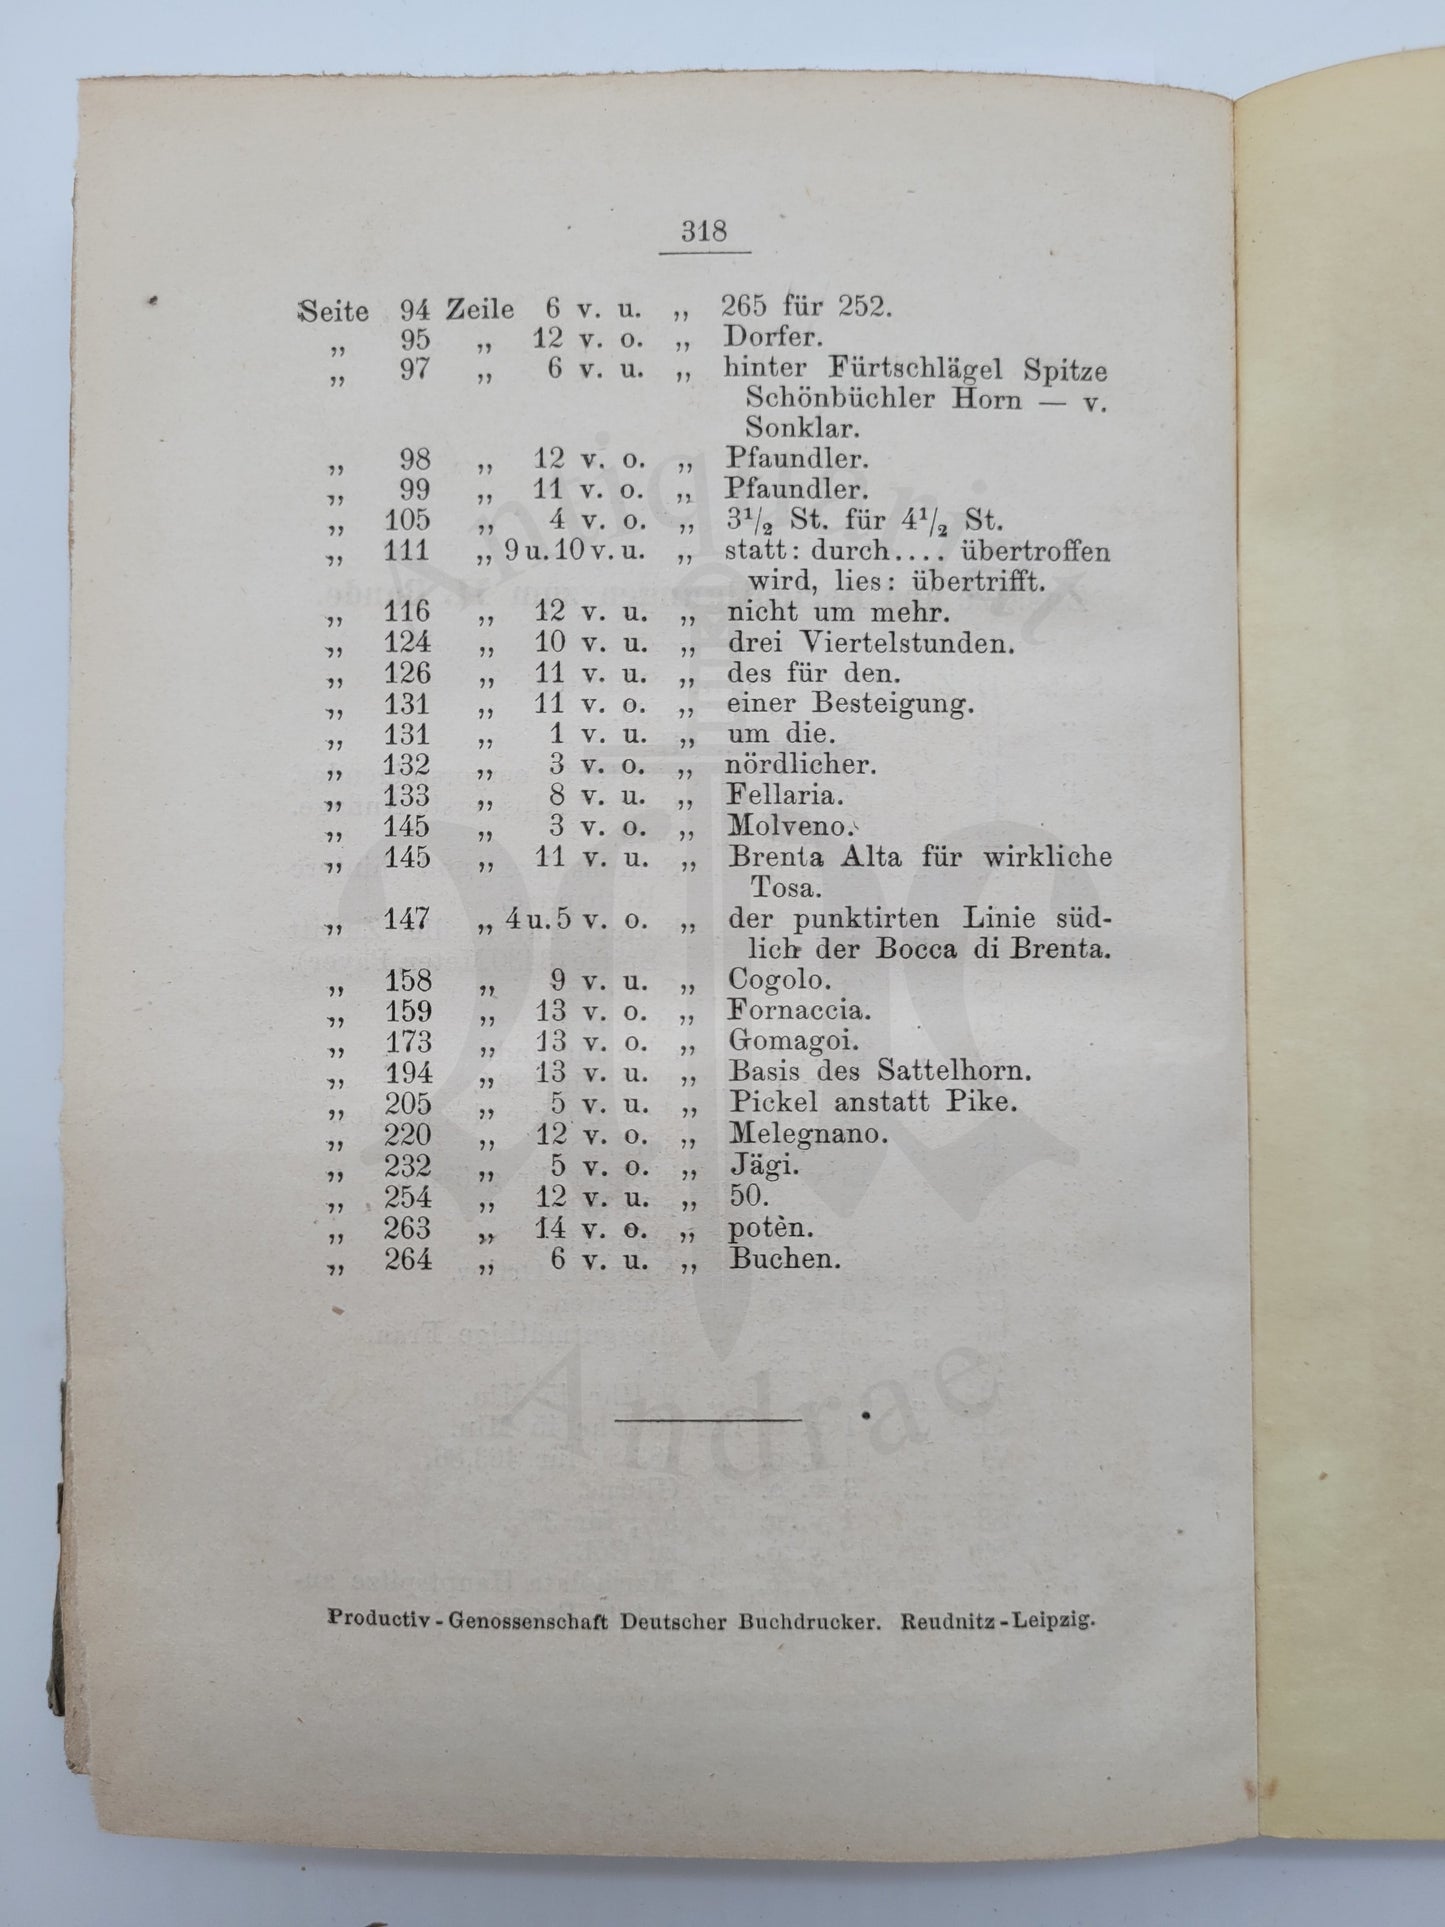 318
Seite 94 Zeile 6 v. u. „ 265 für 252.
„ 95 „ 12 v. o. „ Dorfer.
„ 97 „ 6 v. u. „ hinter Fürtschlägel Spitze
Schönbüchler Horn — v.
Sonklar.
„ 98 „ 12 v. o. „ Pfaundler.
„ 99 „ 11 v. o. „ Pfaundler.
„ 105 „ 4 v. o. „ 3¹/₂ St. für 4¹/₂ St.
„ 111 „ 9 u. 10 v. u. „ statt: durch.... übertroffen
wird, lies: übertrifft.
„ 116 „ 12 v. u. „ nicht um mehr.
„ 124 „ 10 v. u. „ drei Viertelstunden.
„ 126 „ 11 v. u. „ des für den.
„ 131 „ 11 v. o. „ einer Besteigung.
„ 131 „ 1 v. u. „ um die.
„ 132 „ 3 v. o. „ nördlicher.
„ 133 „ 8 v. u. „ Fellaria.
„ 145 „ 3 v. o. „ Molveno.
„ 145 „ 11 v. u. „ Brenta Alta für wirkliche
Tosa.
„ 147 „ 4 u. 5 v. o. „ der punktirten Linie süd-
lich der Bocca di Brenta.
„ 158 „ 9 v. u. „ Cogolo.
„ 159 „ 13 v. o. „ Fornaccia.
„ 173 „ 13 v. o. „ Gomagoi.
„ 194 „ 13 v. u. „ Basis des Sattelhorn.
„ 205 „ 5 v. u. „ Pickel anstatt Pike.
„ 220 „ 12 v. o. „ Melegnano.
„ 232 „ 5 v. o. „ Jägi.
„ 254 „ 12 v. u. „ 50.
„ 263 „ 14 v. o. „ potèn.
„ 264 „ 6 v. u. „ Buchen.
Antiquariat
Andrae
Productiv-Genossenschaft Deutscher Buchdrucker. Reudnitz-Leipzig.